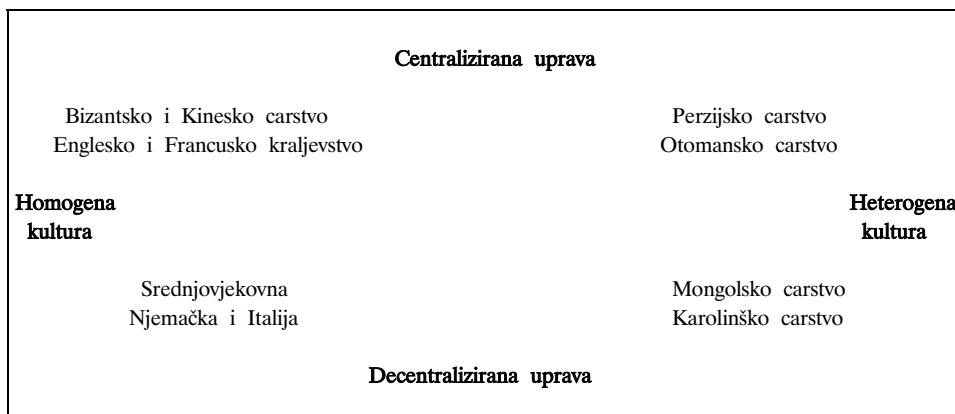 Centralizirana uprava
Bizantsko i Kinesko carstvo
Englesko i Francusko kraljevstvo
Perzijsko carstvo
Otomansko carstvo
Homogena
kultura
Heterogena
kultura
Srednjovjekovna
Njemačka i Italija
Mongolsko carstvo
Karolinško carstvo
Decentralizirana uprava